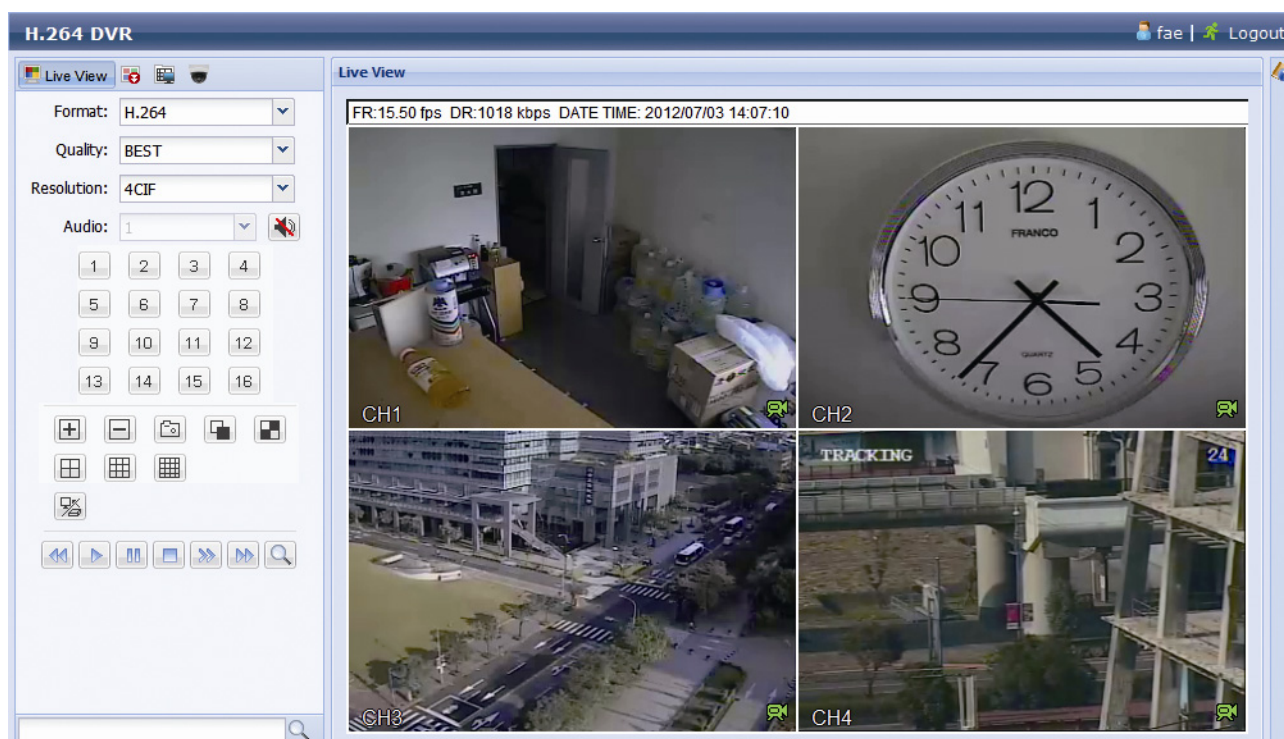 H.264 DVR
fae | Logout
Live View
Format: H.264
Quality: BEST
Resolution: 4CIF
Audio: 1
1 2 3 4
5 6 7 8
9 10 11 12
13 14 15 16
Live View
FR:15.50 fps DR:1018 kbps DATE TIME: 2012/07/03 14:07:10
CH1
12
11 1
FRANCO
10 2
9 3
8 4
QUARTZ
7 5
6
CH2
CH3
TRACKING 24
CH4